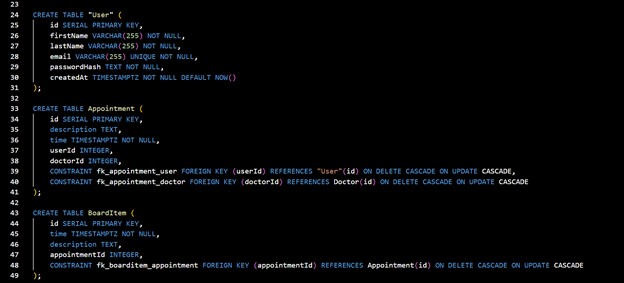 23
24 CREATE TABLE "User" (
25     id SERIAL PRIMARY KEY,
26     firstName VARCHAR(255) NOT NULL,
27     lastName VARCHAR(255) NOT NULL,
28     email VARCHAR(255) UNIQUE NOT NULL,
29     passwordHash TEXT NOT NULL,
30     createdAt TIMESTAMPTZ NOT NULL DEFAULT NOW()
31 );
32
33 CREATE TABLE Appointment (
34     id SERIAL PRIMARY KEY,
35     description TEXT,
36     time TIMESTAMPTZ NOT NULL,
37     userId INTEGER,
38     doctorId INTEGER,
39     CONSTRAINT fk_appointment_user FOREIGN KEY (userId) REFERENCES "User"(id) ON DELETE CASCADE ON UPDATE CASCADE,
40     CONSTRAINT fk_appointment_doctor FOREIGN KEY (doctorId) REFERENCES Doctor(id) ON DELETE CASCADE ON UPDATE CASCADE
41 );
42
43 CREATE TABLE BoardItem (
44     id SERIAL PRIMARY KEY,
45     time TIMESTAMPTZ NOT NULL,
46     description TEXT,
47     appointmentId INTEGER,
48     CONSTRAINT fk_boarditem_appointment FOREIGN KEY (appointmentId) REFERENCES Appointment(id) ON DELETE CASCADE ON UPDATE CASCADE
49 );